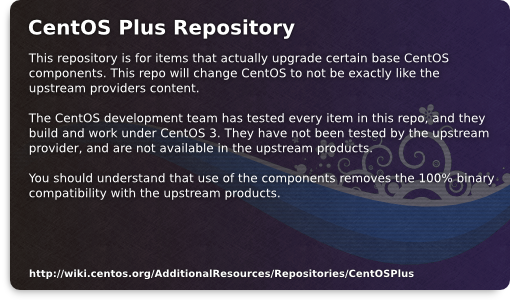 CentOS Plus Repository
This repository is for items that actually upgrade certain base CentOS
components. This repo will change CentOS to not be exactly like the
upstream providers content.
The CentOS development team has tested every item in this repo, and they
build and work under CentOS 3. They have not been tested by the upstream
provider, and are not available in the upstream products.
You should understand that use of the components removes the 100% binary
compatibility with the upstream products.
http://wiki.centos.org/AdditionalResources/Repositories/CentOSPlus